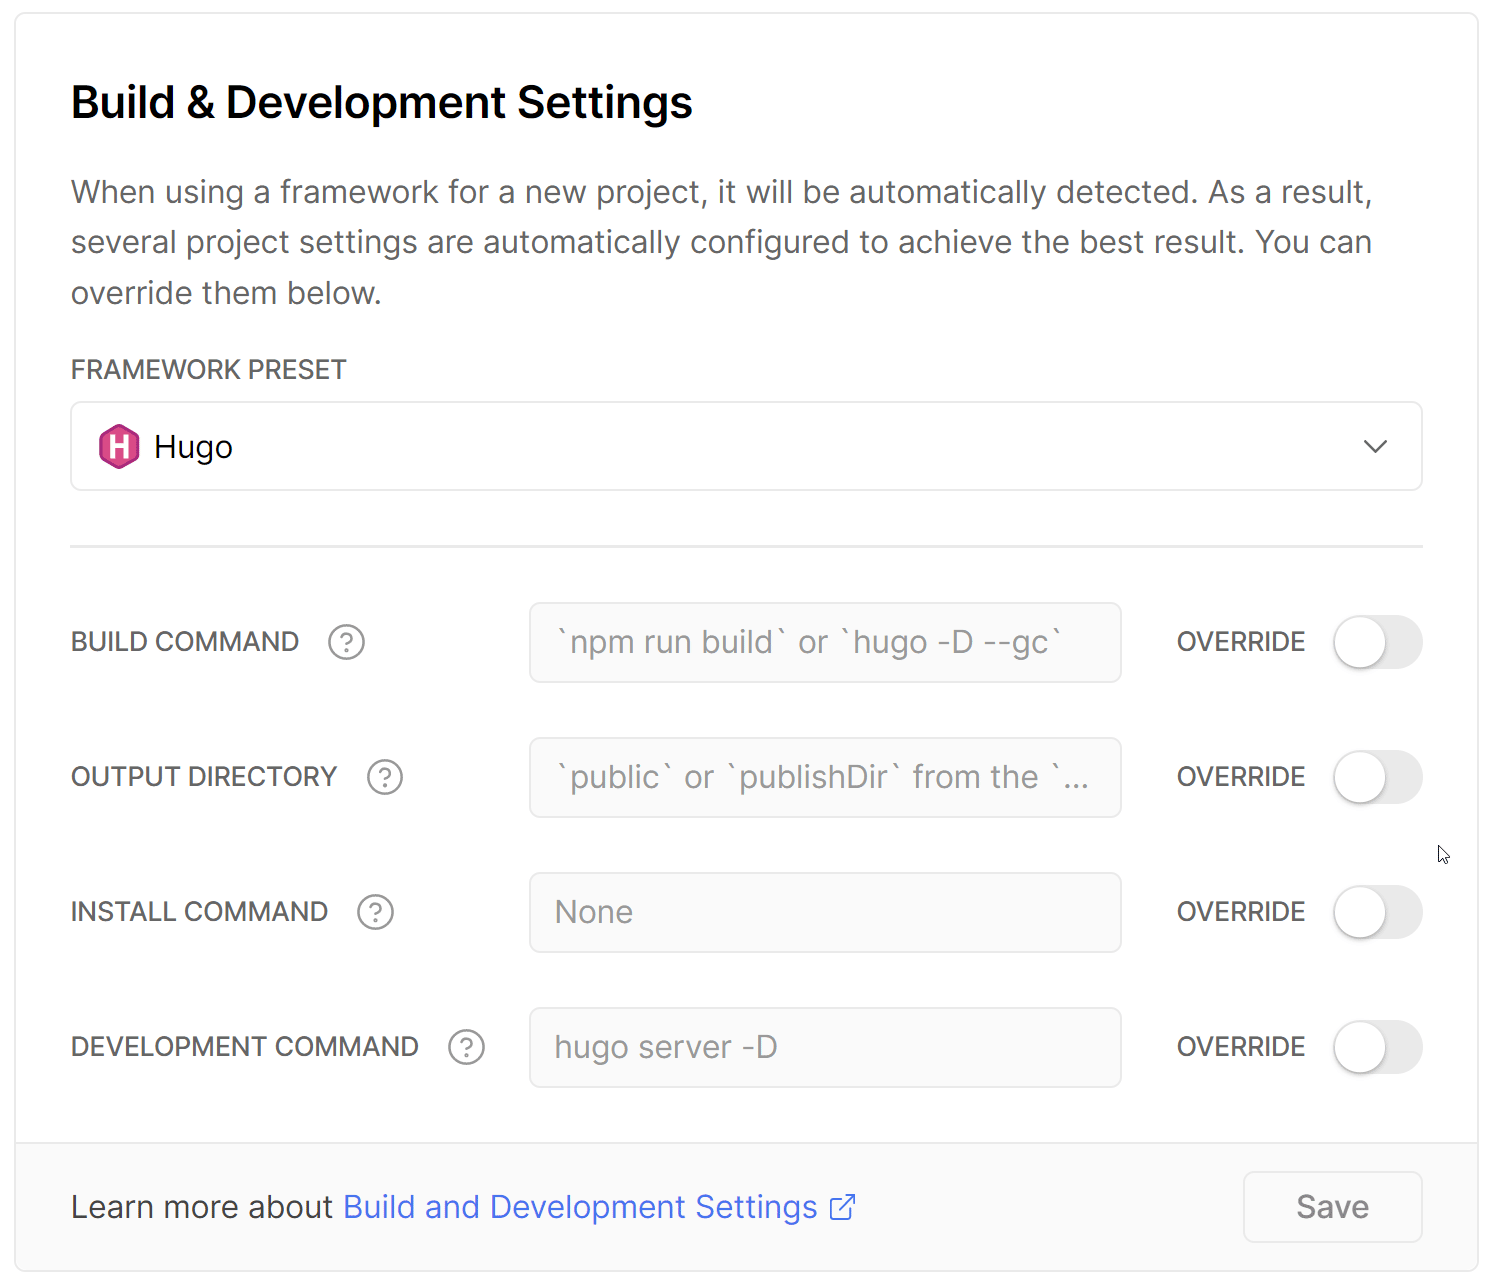 Build & Development Settings
When using a framework for a new project, it will be automatically detected. As a result,
several project settings are automatically configured to achieve the best result. You can
override them below.
FRAMEWORK PRESET
H Hugo
BUILD COMMAND ? `npm run build` or `hugo -D --gc` OVERRIDE
OUTPUT DIRECTORY ? `public` or `publishDir` from the `... OVERRIDE
INSTALL COMMAND ? None OVERRIDE
DEVELOPMENT COMMAND ? hugo server -D OVERRIDE
Learn more about Build and Development Settings Save